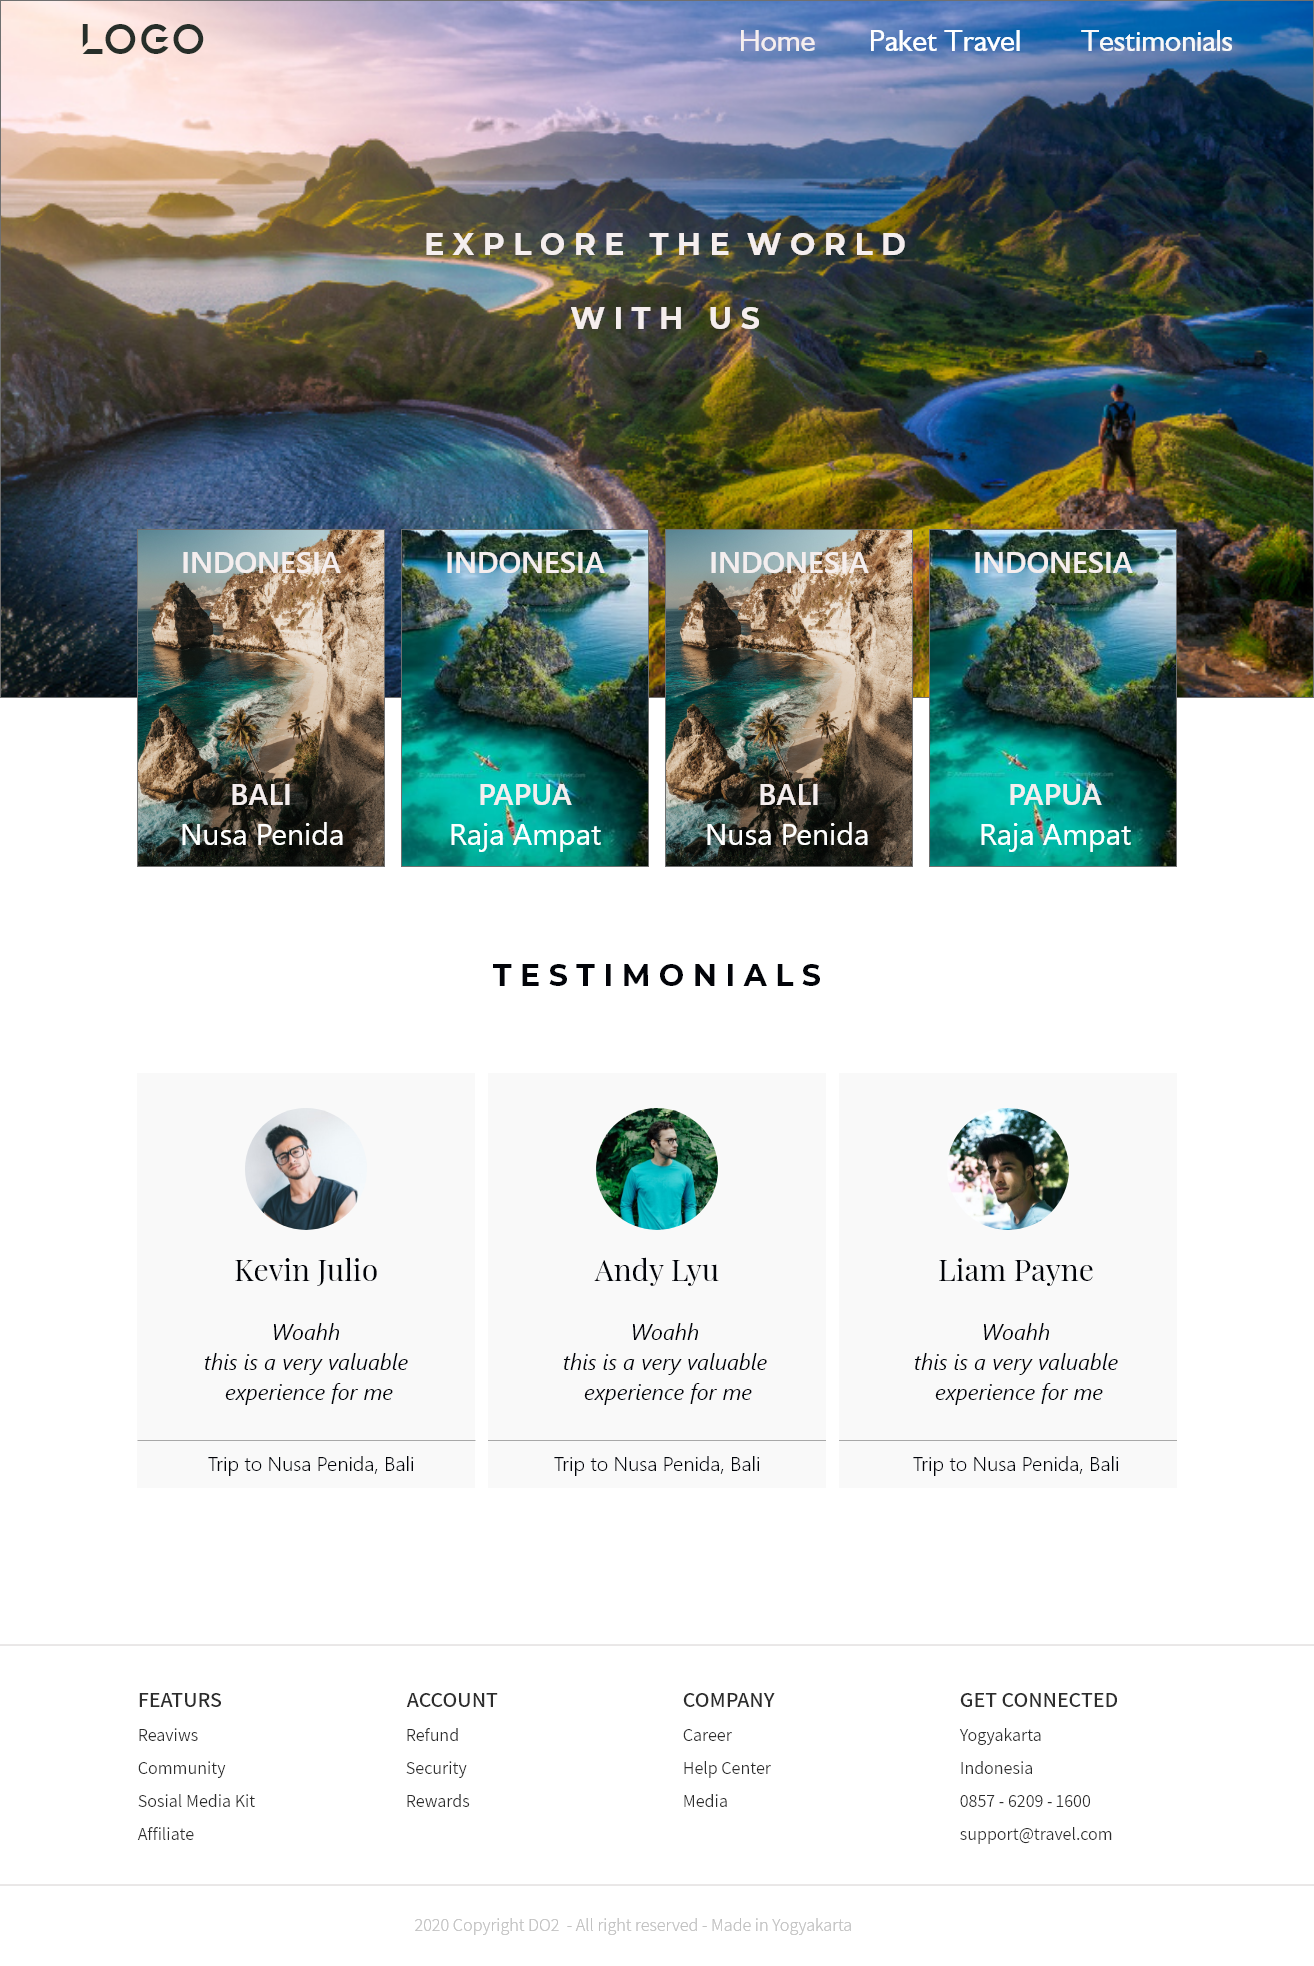 LOGO
Home Paket Travel Testimonials
EXPLORE THE WORLD
WITH US
INDONESIA INDONESIA INDONESIA INDONESIA
BALI PAPUA BALI PAPUA
Nusa Penida Raja Ampat Nusa Penida Raja Ampat
TESTIMONIALS
Kevin Julio Andy Lyu Liam Payne
Woahh Woahh Woahh
this is a very valuable this is a very valuable this is a very valuable
experience for me experience for me experience for me
Trip to Nusa Penida, Bali Trip to Nusa Penida, Bali Trip to Nusa Penida, Bali
FEATURS ACCOUNT COMPANY GET CONNECTED
Reaviws Refund Career Yogyakarta
Community Security Help Center Indonesia
Sosial Media Kit Rewards Media 0857 - 6209 - 1600
Affiliate support@travel.com
2020 Copyright DO2 - All right reserved - Made in Yogyakarta